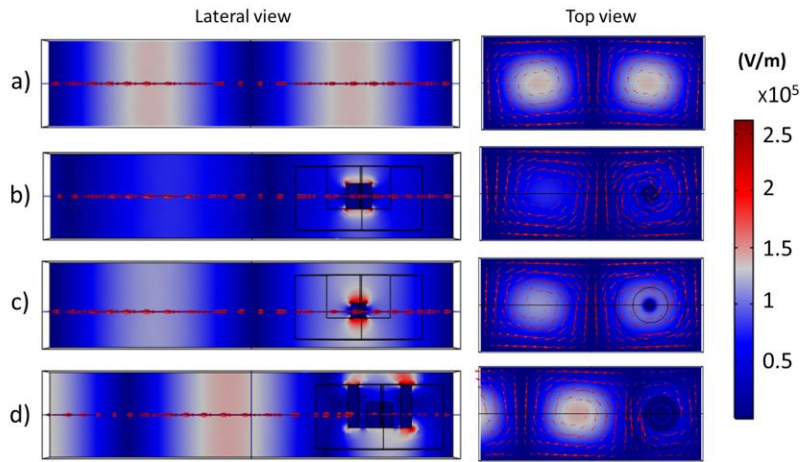 Lateral view
Top view
a)
b)
c)
d)
(V/m)
x10⁵
2.5
2
1.5
1
0.5